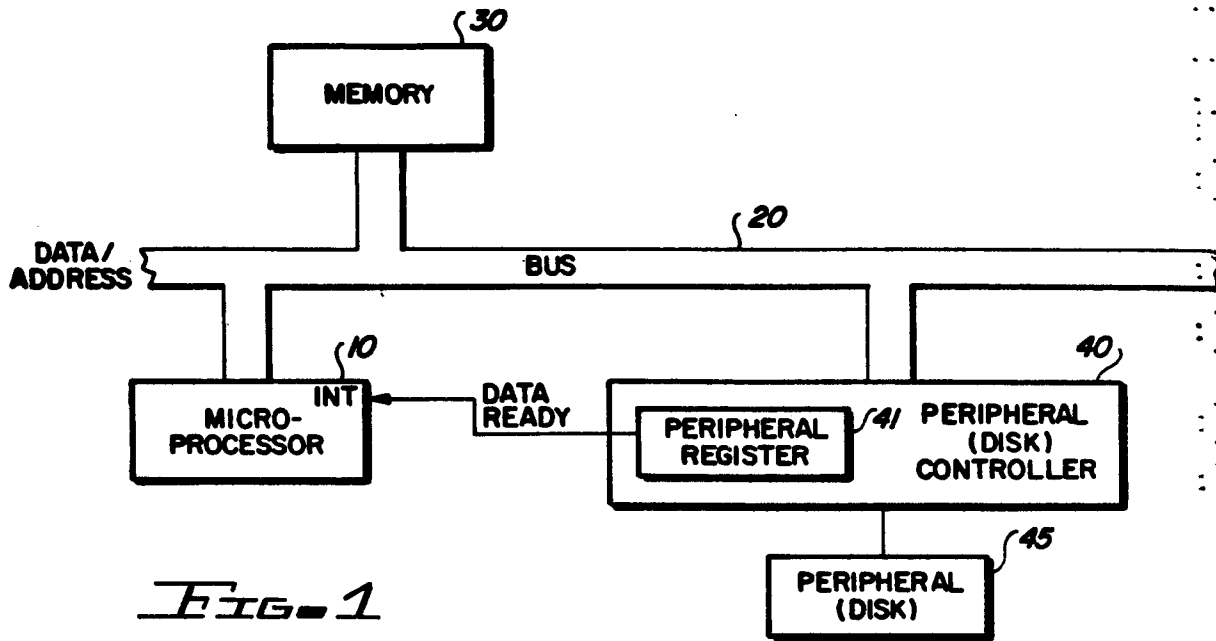 30
MEMORY
20
DATA/
ADDRESS
BUS
10
INT
MICRO-
PROCESSOR
DATA
READY
40
41
PERIPHERAL
REGISTER
PERIPHERAL
(DISK)
CONTROLLER
45
PERIPHERAL
(DISK)
FIG-1